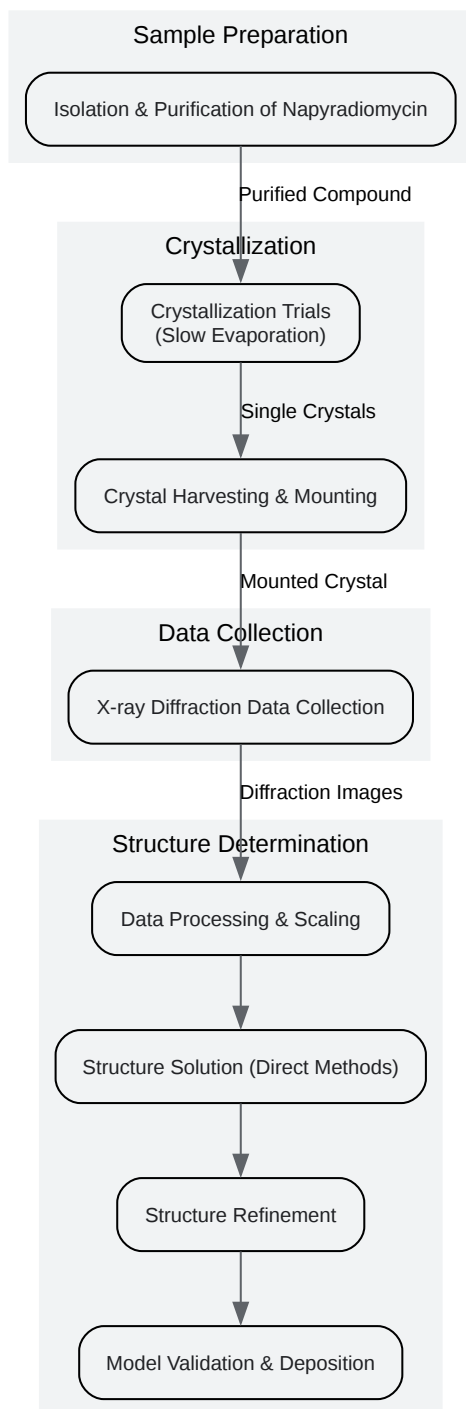 Sample Preparation
Isolation & Purification of Napyradiomycin
Purified Compound
Crystallization
Crystallization Trials
(Slow Evaporation)
Single Crystals
Crystal Harvesting & Mounting
Mounted Crystal
Data Collection
X-ray Diffraction Data Collection
Diffraction Images
Structure Determination
Data Processing & Scaling
Structure Solution (Direct Methods)
Structure Refinement
Model Validation & Deposition